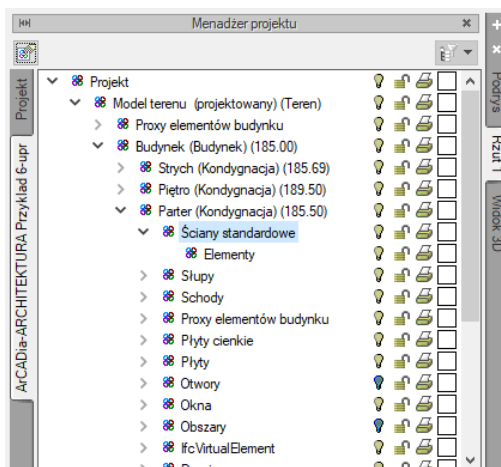 Menadżer projektu
Projekt
ArCADia-ARCHITEKTURA Przyklad 6-upr
Projekt
Model terenu (projektowany) (Teren)
Proxy elementów budynku
Budynek (Budynek) (185.00)
Strych (Kondygnacja) (185.69)
Piętro (Kondygnacja) (189.50)
Parter (Kondygnacja) (185.50)
Ściany standardowe
Elementy
Słupy
Schody
Proxy elementów budynku
Płyty cienkie
Płyty
Otwory
Okna
Obszary
IfcVirtualElement
Podrys
Rzut 1
Widok 3D